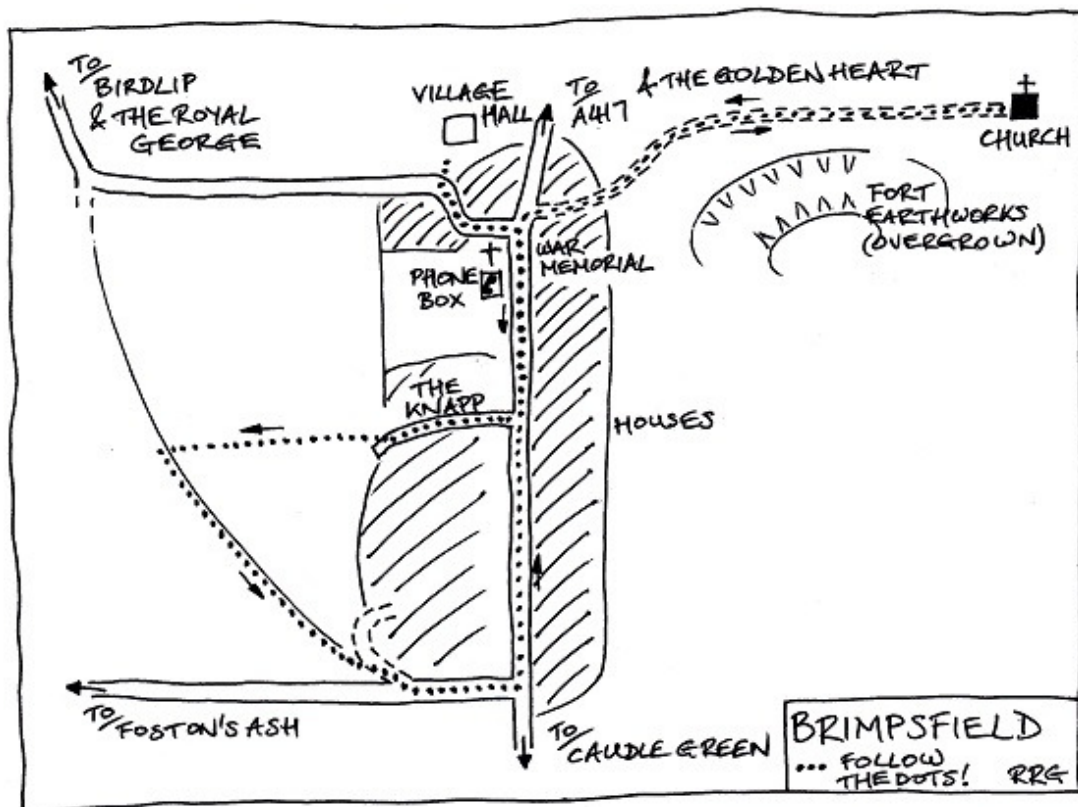 TO
BIRDLIP
& THE ROYAL
GEORGE
VILLAGE
HALL
TO
A417
& THE GOLDEN HEART
CHURCH
FORT
EARTHWORKS
(OVERGROWN)
WAR
MEMORIAL
PHONE
BOX
THE
KNAPP
HOUSES
TO
FOSTON'S ASH
TO
CAUDLE GREEN
BRIMPSFIELD
... FOLLOW
THE DOTS! RRG